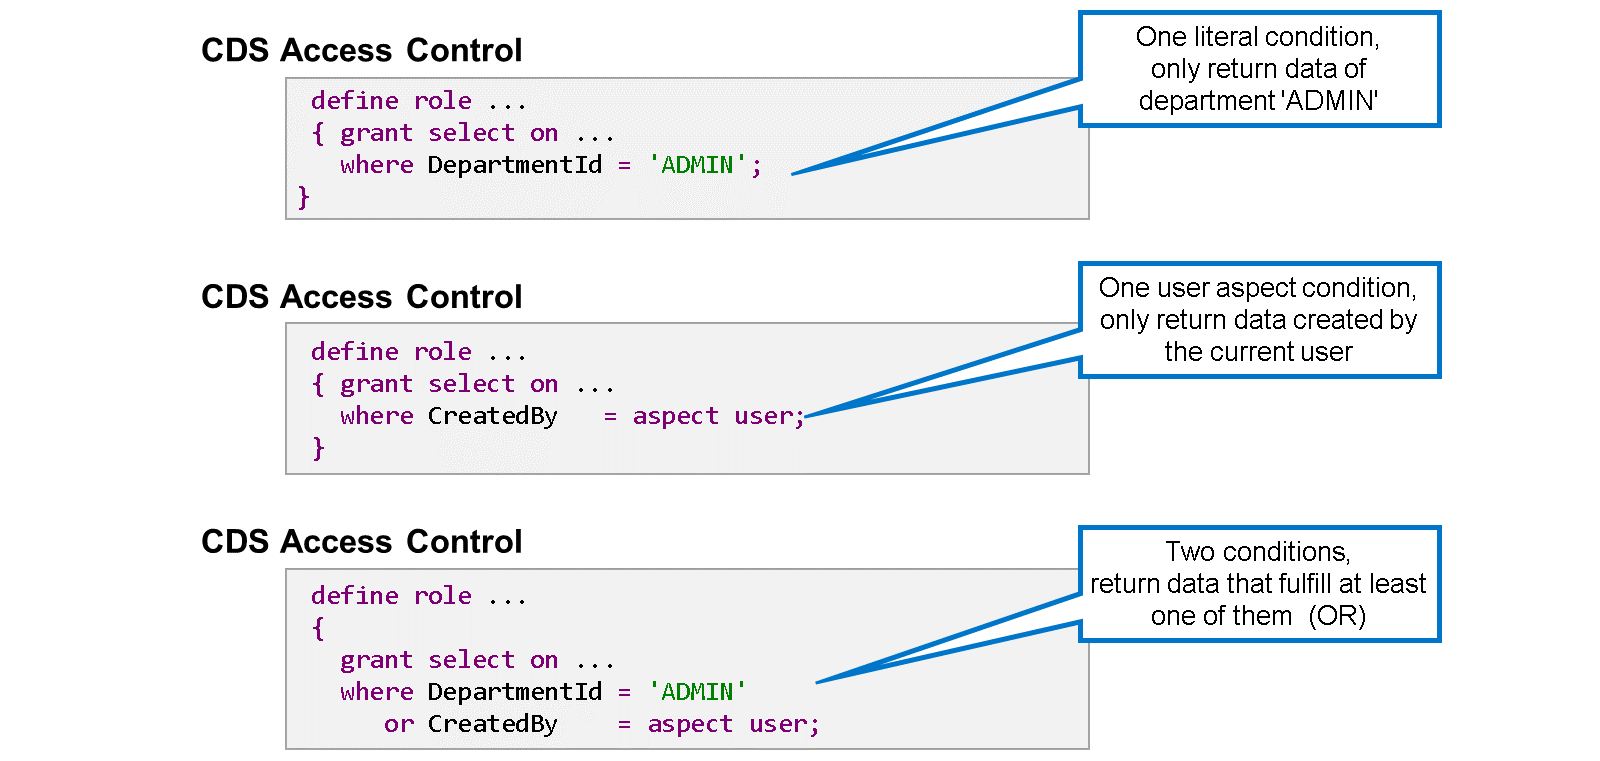 CDS Access Control
One literal condition,
only return data of
department 'ADMIN'
define role ...
{ grant select on ...
where DepartmentId = 'ADMIN';
}
CDS Access Control
One user aspect condition,
only return data created by
the current user
define role ...
{ grant select on ...
where CreatedBy   = aspect user;
}
CDS Access Control
Two conditions,
return data that fulfill at least
one of them  (OR)
define role ...
{
grant select on ...
where DepartmentId = 'ADMIN'
or CreatedBy    = aspect user;